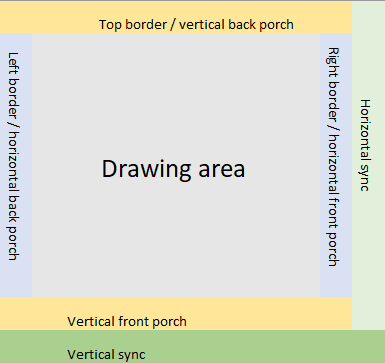 Top border / vertical back porch
Left border / horizontal back porch
Drawing area
Right border / horizontal front porch
Horizontal sync
Vertical front porch
Vertical sync